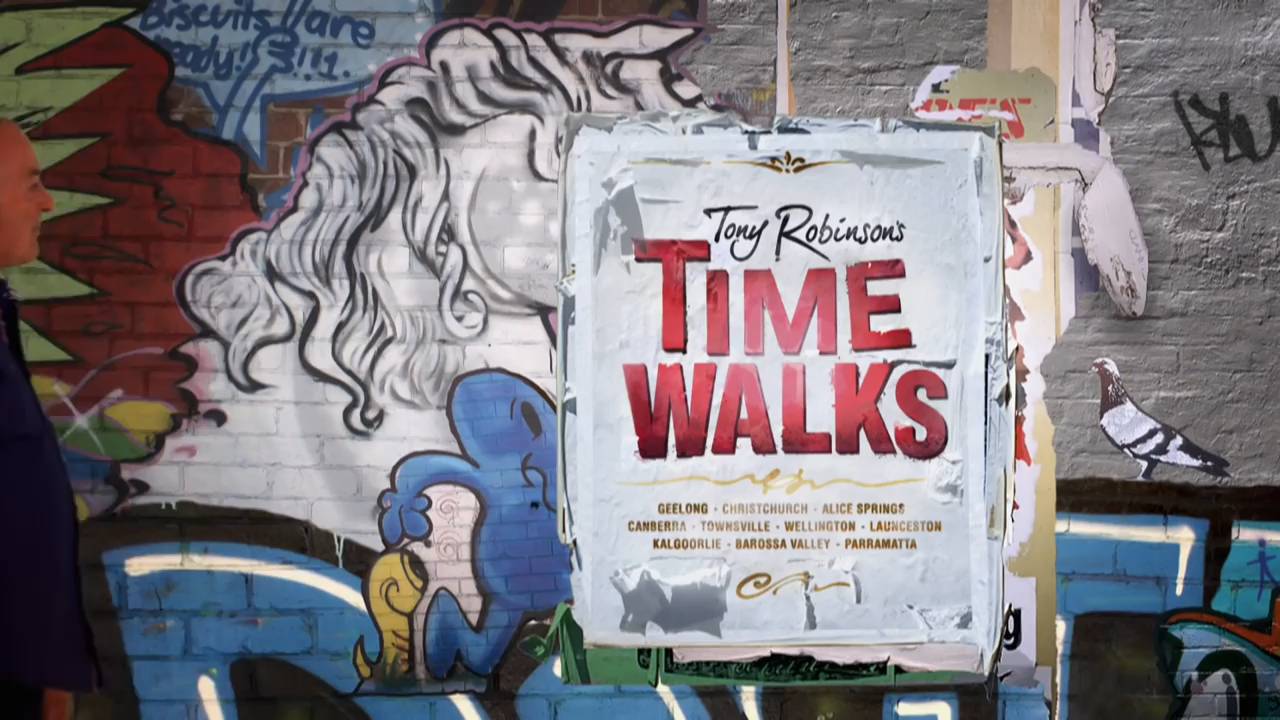 Biscuits are
ready!! 3!!1.
Tony Robinson's
TIME
WALKS
GEELONG - CHRISTCHURCH - ALICE SPRINGS
CANBERRA - TOWNSVILLE - WELLINGTON - LAUNCESTON
KALGOORLIE - BAROSSA VALLEY - PARRAMATTA
g